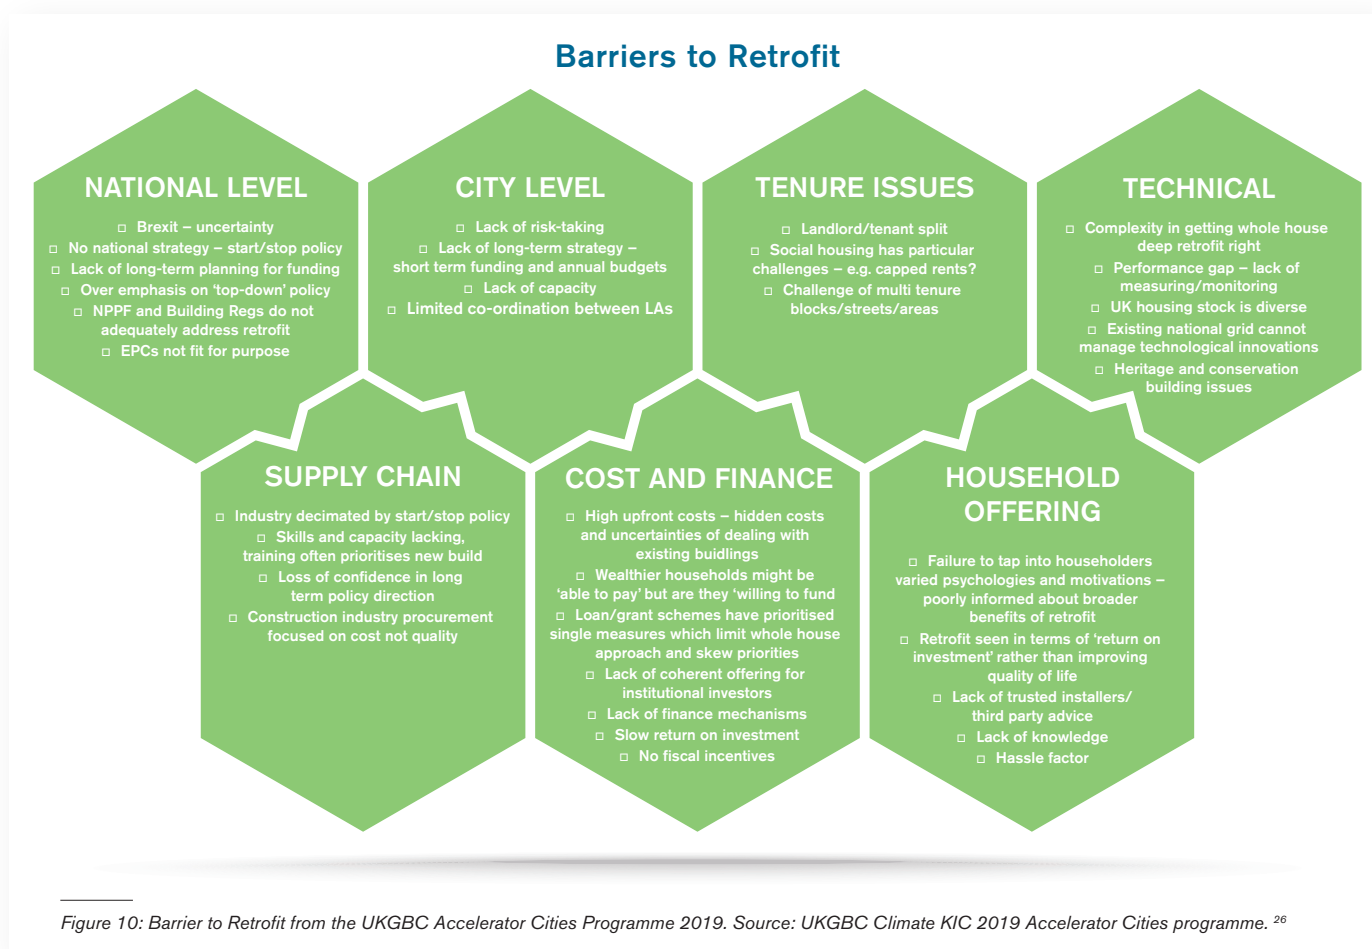 Barriers to Retrofit
NATIONAL LEVEL
□ Brexit – uncertainty
□ No national strategy – start/stop policy
□ Lack of long-term planning for funding
□ Over emphasis on ‘top-down’ policy
□ NPPF and Building Regs do not
adequately address retrofit
□ EPCs not fit for purpose
CITY LEVEL
□ Lack of risk-taking
□ Lack of long-term strategy –
short term funding and annual budgets
□ Lack of capacity
□ Limited co-ordination between LAs
TENURE ISSUES
□ Landlord/tenant split
□ Social housing has particular
challenges – e.g. capped rents?
□ Challenge of multi tenure
blocks/streets/areas
TECHNICAL
□ Complexity in getting whole house
deep retrofit right
□ Performance gap – lack of
measuring/monitoring
□ UK housing stock is diverse
□ Existing national grid cannot
manage technological innovations
□ Heritage and conservation
building issues
SUPPLY CHAIN
□ Industry decimated by start/stop policy
□ Skills and capacity lacking,
training often prioritises new build
□ Loss of confidence in long
term policy direction
□ Construction industry procurement
focused on cost not quality
COST AND FINANCE
□ High upfront costs – hidden costs
and uncertainties of dealing with
existing buidlings
□ Wealthier households might be
‘able to pay’ but are they ‘willing to fund
□ Loan/grant schemes have prioritised
single measures which limit whole house
approach and skew priorities
□ Lack of coherent offering for
institutional investors
□ Lack of finance mechanisms
□ Slow return on investment
□ No fiscal incentives
HOUSEHOLD
OFFERING
□ Failure to tap into householders
varied psychologies and motivations –
poorly informed about broader
benefits of retrofit
□ Retrofit seen in terms of ‘return on
investment’ rather than improving
quality of life
□ Lack of trusted installers/
third party advice
□ Lack of knowledge
□ Hassle factor
Figure 10: Barrier to Retrofit from the UKGBC Accelerator Cities Programme 2019. Source: UKGBC Climate KIC 2019 Accelerator Cities programme. 26